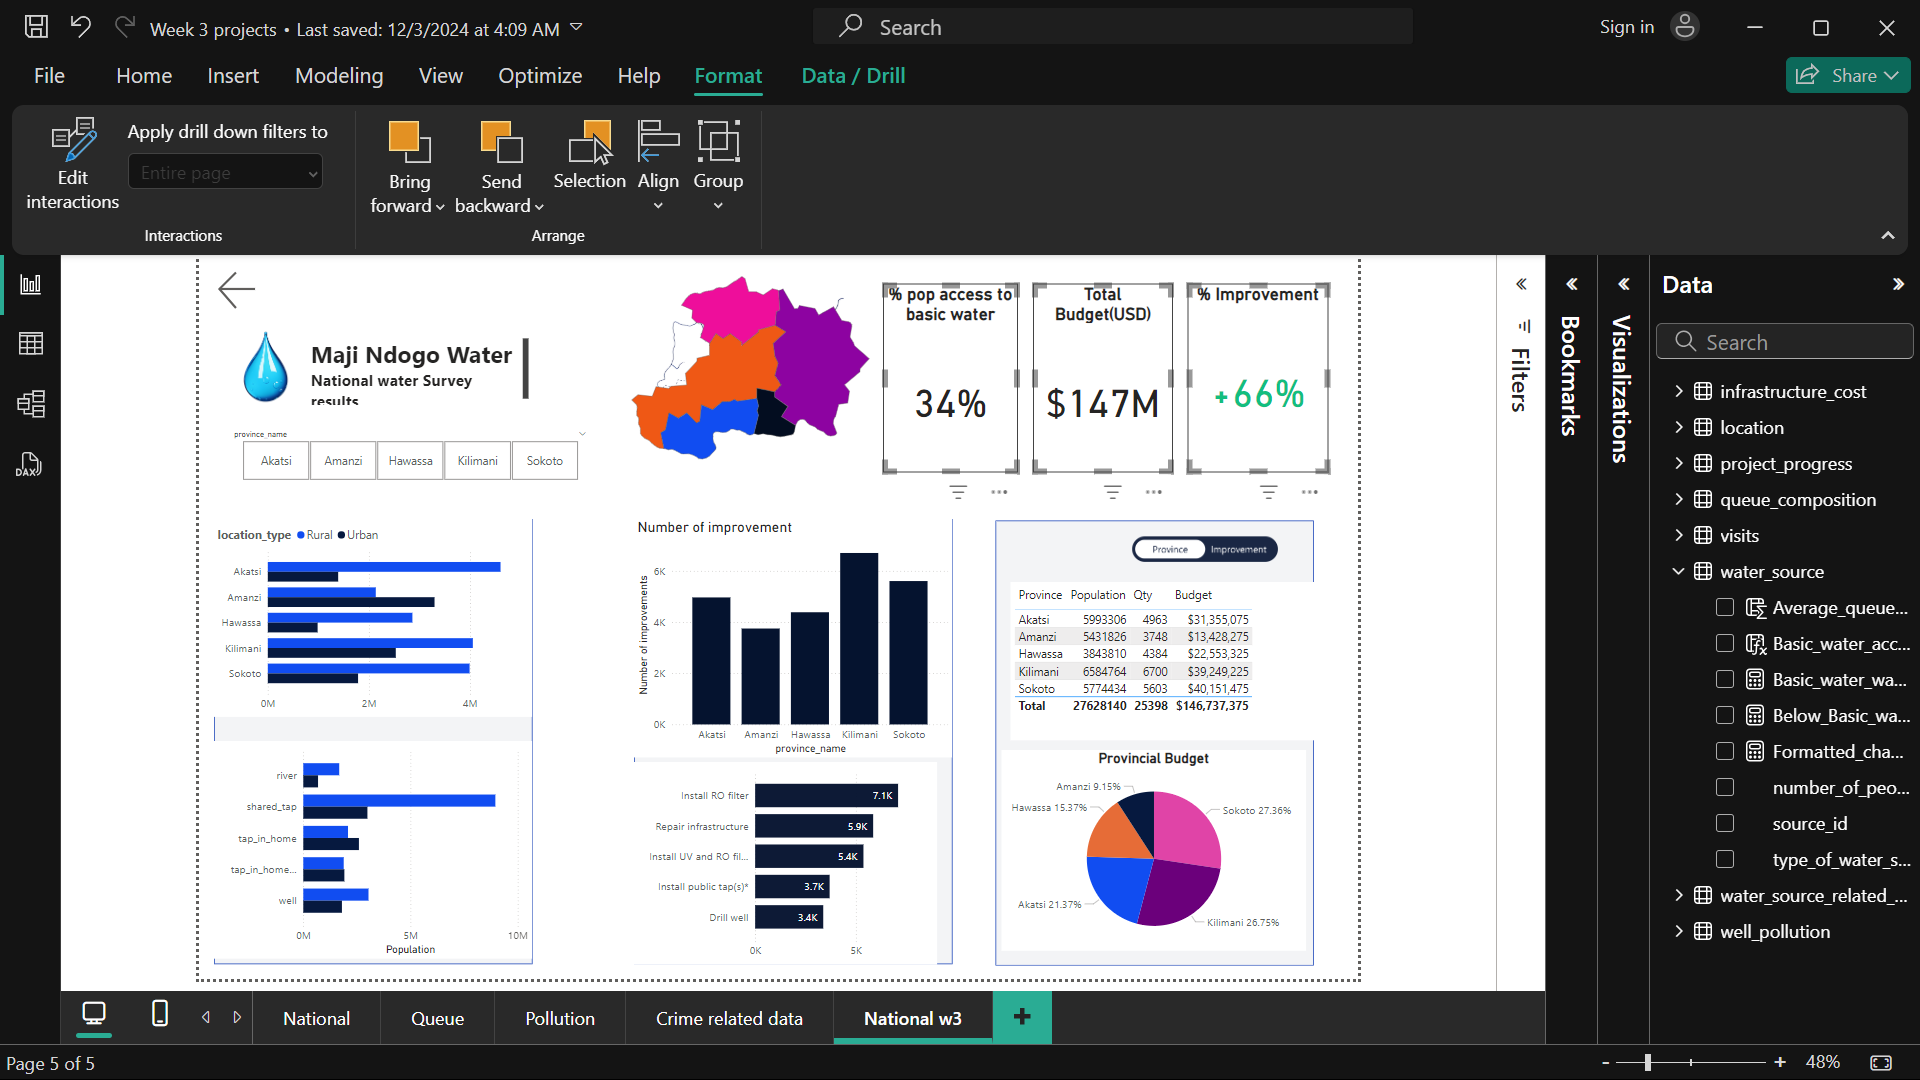 Week 3 projects • Last saved: 12/3/2024 at 4:09 AM
Search
Sign in
File
Home
Insert
Modeling
View
Optimize
Help
Format
Data / Drill
Share
Edit interactions
Apply drill down filters to
Entire page
Interactions
Bring forward
Send backward
Selection
Align
Group
Arrange
Maji Ndogo Water
National water Survey
results
province_name
Akatsi
Amanzi
Hawassa
Kilimani
Sokoto
% pop access to
basic water
34%
Total
Budget(USD)
$147M
% Improvement
+66%
location_type Rural Urban
Akatsi
Amanzi
Hawassa
Kilimani
Sokoto
0M 2M 4M
river
shared_tap
tap_in_home
tap_in_home...
well
0M 5M 10M
Population
Number of improvement
Number of improvements
6K
4K
2K
0K
Akatsi Amanzi Hawassa Kilimani Sokoto
province_name
Install RO filter 7.1K
Repair infrastructure 5.9K
Install UV and RO fil... 5.4K
Install public tap(s)* 3.7K
Drill well 3.4K
0K 5K
Province Improvement
Province Population Qty Budget
Akatsi 5993306 4963 $31,355,075
Amanzi 5431826 3748 $13,428,275
Hawassa 3843810 4384 $22,553,325
Kilimani 6584764 6700 $39,249,225
Sokoto 5774434 5603 $40,151,475
Total 27628140 25398 $146,737,375
Provincial Budget
Amanzi 9.15%
Hawassa 15.37%
Sokoto 27.36%
Akatsi 21.37%
Kilimani 26.75%
Filters
Bookmarks
Visualizations
Data
Search
infrastructure_cost
location
project_progress
queue_composition
visits
water_source
Average_queue...
Basic_water_acc...
Basic_water_wa...
Below_Basic_wa...
Formatted_cha...
number_of_peo...
source_id
type_of_water_s...
water_source_related_...
well_pollution
DAX
National
Queue
Pollution
Crime related data
National w3
+
Page 5 of 5
- + 48%